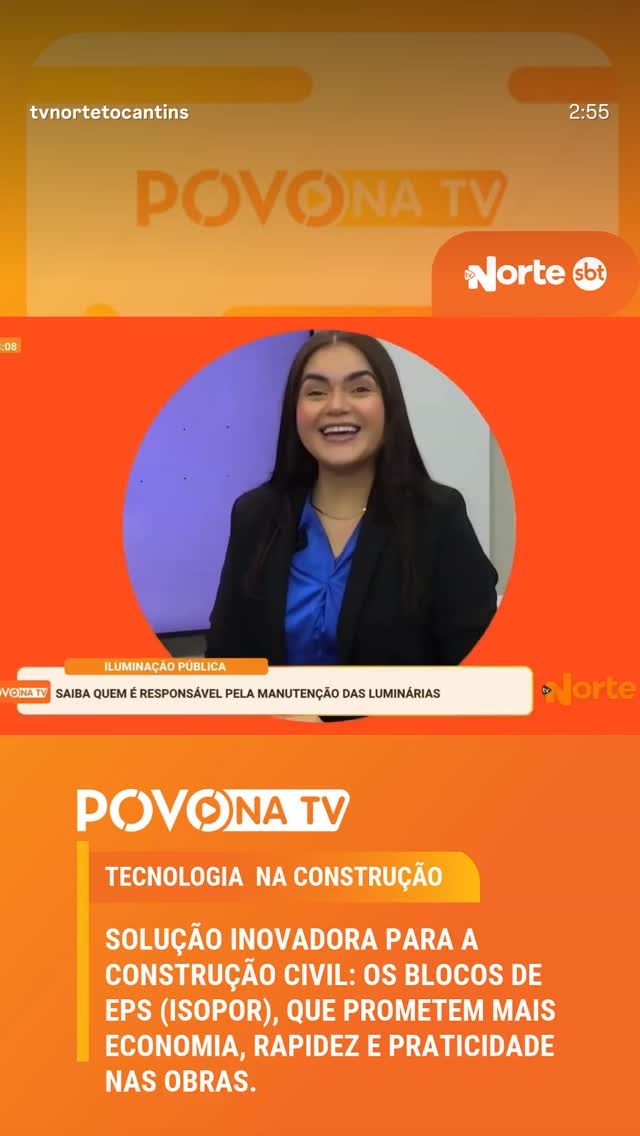 tvnortetocantins
2:55
POVO NA TV
tv Norte sbt
:08
ILUMINAÇÃO PÚBLICA
POVO NA TV SAIBA QUEM É RESPONSÁVEL PELA MANUTENÇÃO DAS LUMINÁRIAS
tv Norte
POVO NA TV
TECNOLOGIA NA CONSTRUÇÃO
SOLUÇÃO INOVADORA PARA A
CONSTRUÇÃO CIVIL: OS BLOCOS DE
EPS (ISOPOR), QUE PROMETEM MAIS
ECONOMIA, RAPIDEZ E PRATICIDADE
NAS OBRAS.